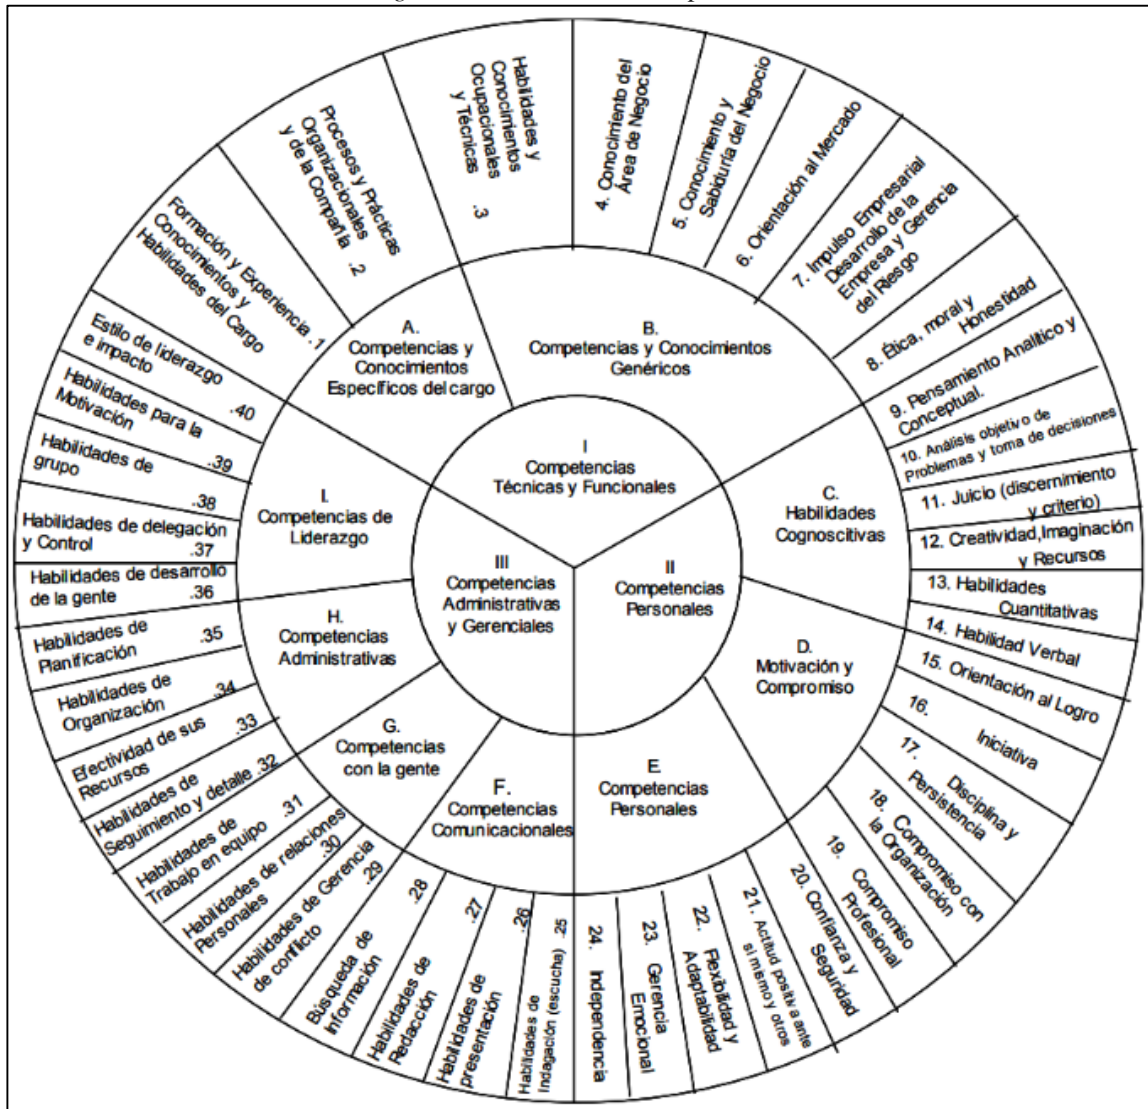 I
Competencias
Técnicas y Funcionales
II
Competencias
Personales
III
Competencias
Administrativas
y Gerenciales
A.
Competencias y
Conocimientos
Específicos del cargo
B.
Competencias y Conocimientos
Genéricos
C.
Habilidades
Cognoscitivas
D.
Motivación y
Compromiso
E.
Competencias
Personales
F.
Competencias
Comunicacionales
G.
Competencias
con la gente
H.
Competencias
Administrativas
I.
Competencias de
Liderazgo
Formación y Experiencia .1
Conocimientos y
Habilidades del Cargo
Procesos y Prácticas
Organizacionales
y de la Compañía .2
Habilidades y
Conocimientos
Ocupacionales
y Técnicas
.3
4. Conocimiento del
Área de Negocio
5. Conocimiento y
Sabiduría del Negocio
6. Orientación al Mercado
7. Impulso Empresarial
Desarrollo de la
Empresa y Gerencia
del Riesgo
8. Ética, moral y
Honestidad
9. Pensamiento Analítico y
Conceptual.
10. Análisis objetivo de
Problemas y toma de decisiones
11. Juicio (discernimiento
y criterio)
12. Creatividad,Imaginación
y Recursos
13. Habilidades
Cuantitativas
14. Habilidad Verbal
15. Orientación al Logro
16.
Iniciativa
17.
Disciplina y
Persistencia
18. Compromiso con
la Organización
19. Compromiso
Profesional
20. Confianza y
Seguridad
21. Actitud positiva ante
si mismo y otros
22. Flexibilidad y
Adaptabilidad
23. Gerencia
Emocional
24. Independencia
Habilidades de .25
Indagación (escucha)
Habilidades de .26
presentación
Habilidades de .27
Redacción
Búsqueda de .28
Información
Habilidades de Gerencia
de conflicto .29
Habilidades de relaciones
Personales .30
Habilidades de .31
Trabajo en equipo
Habilidades de
Seguimiento y detalle .32
Efectividad de sus .33
Recursos
Habilidades de .34
Organización
Habilidades de .35
Planificación
Habilidades de desarrollo
de la gente .36
Habilidades de delegación
y Control .37
Habilidades de
grupo .38
Habilidades para la
Motivación .39
Estilo de liderazgo
e impacto .40